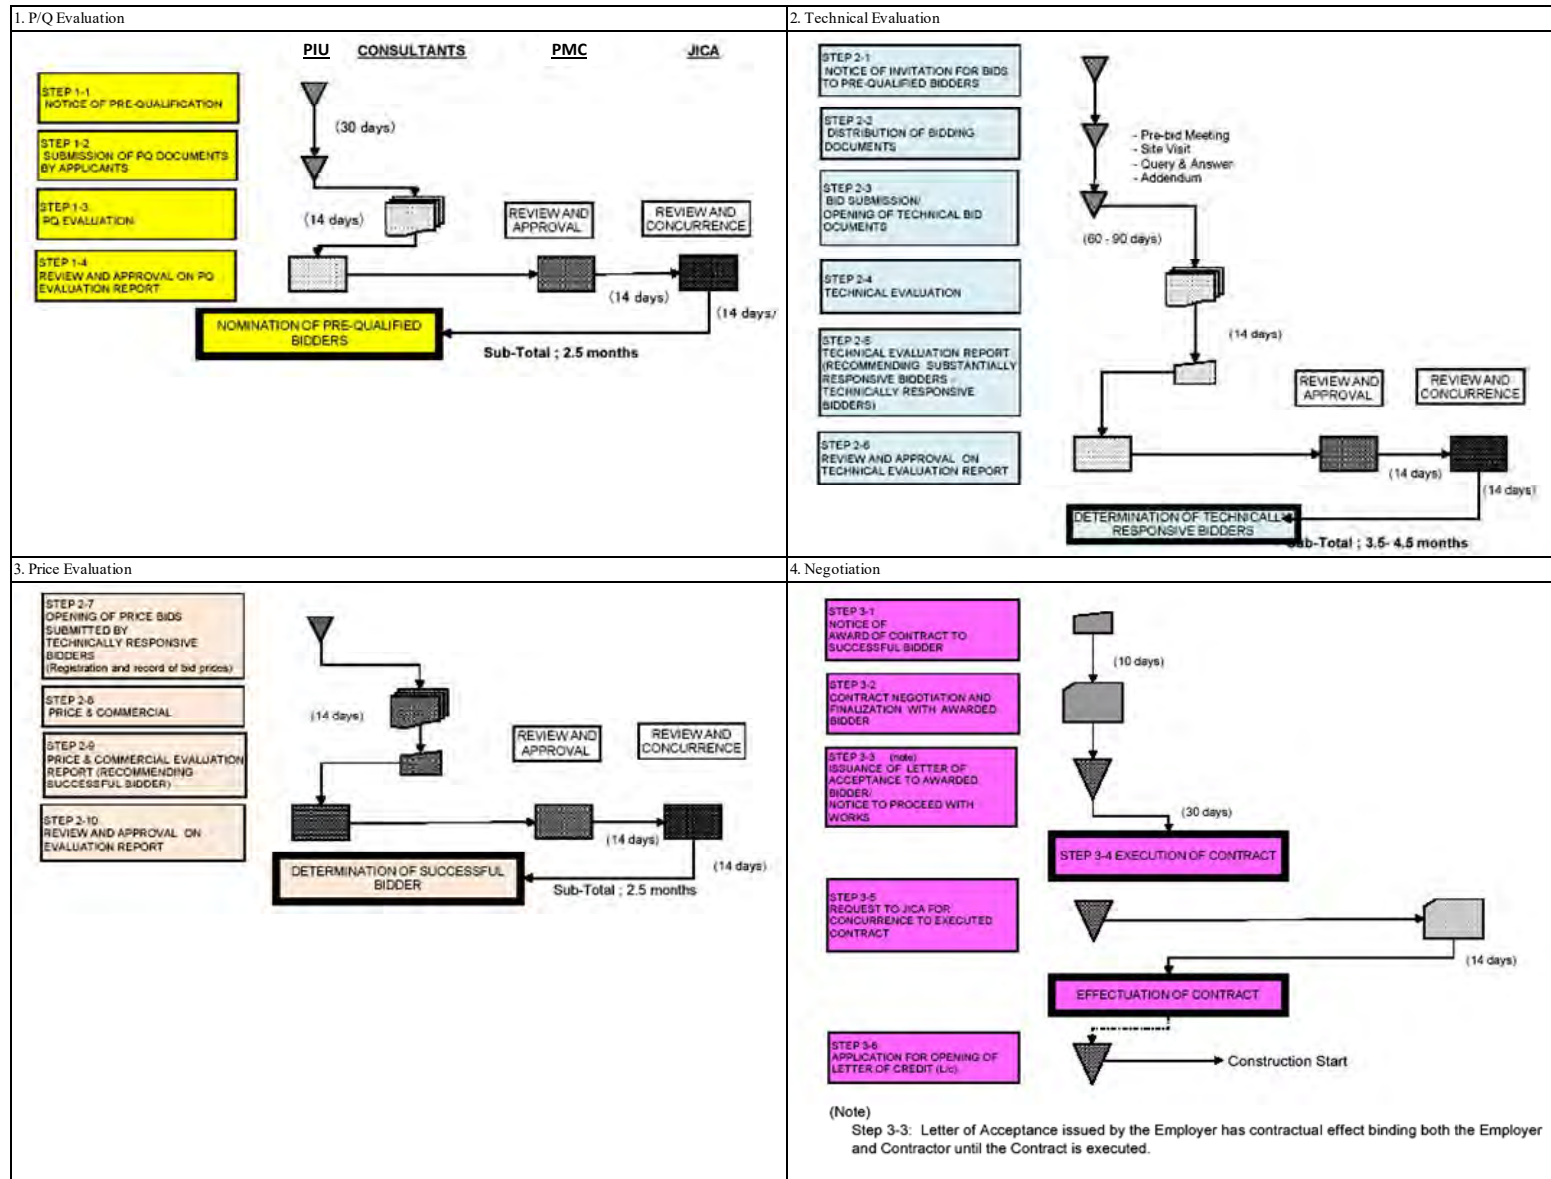 1. P/Q Evaluation
PIU CONSULTANTS PMC JICA
STEP 1-1
NOTICE OF PRE-QUALIFICATION
STEP 1-2
SUBMISSION OF PQ DOCUMENTS
BY APPLICANTS
STEP 1-3
PQ EVALUATION
STEP 1-4
REVIEW AND APPROVAL ON PQ
EVALUATION REPORT
(30 days)
(14 days)
REVIEW AND
APPROVAL
REVIEW AND
CONCURRENCE
(14 days)
(14 days/
NOMINATION OF PRE-QUALIFIED
BIDDERS
Sub-Total ; 2.5 months
2. Technical Evaluation
STEP 2-1
NOTICE OF INVITATION FOR BIDS
TO PRE-QUALIFIED BIDDERS
STEP 2-2
DISTRIBUTION OF BIDDING
DOCUMENTS
STEP 2-3
BID SUBMISSION/
OPENING OF TECHNICAL BID
OCUMENTS
STEP 2-4
TECHNICAL EVALUATION
STEP 2-5
TECHNICAL EVALUATION REPORT
(RECOMMENDING SUBSTANTIALLY
RESPONSIVE BIDDERS
TECHNICALLY RESPONSIVE
BIDDERS)
STEP 2-6
REVIEW AND APPROVAL ON
TECHNICAL EVALUATION REPORT
- Pre-bid Meeting
- Site Visit
- Query & Answer
- Addendum
(60 - 90 days)
(14 days)
REVIEW AND
APPROVAL
REVIEW AND
CONCURRENCE
(14 days)
(14 days)
DETERMINATION OF TECHNICALLY
RESPONSIVE BIDDERS
Sub-Total ; 3.5- 4.5 months
3. Price Evaluation
STEP 2-7
OPENING OF PRICE BIDS
SUBMITTED BY
TECHNICALLY RESPONSIVE
BIDDERS
(Registration and record of bid prices)
STEP 2-8
PRICE & COMMERCIAL
STEP 2-9
PRICE & COMMERCIAL EVALUATION
REPORT (RECOMMENDING
SUCCESSFUL BIDDER)
STEP 2-10
REVIEW AND APPROVAL ON
EVALUATION REPORT
(14 days)
REVIEW AND
APPROVAL
REVIEW AND
CONCURRENCE
(14 days)
(14 days)
DETERMINATION OF SUCCESSFUL
BIDDER
Sub-Total ; 2.5 months
4. Negotiation
STEP 3-1
NOTICE OF
AWARD OF CONTRACT TO
SUCCESSFUL BIDDER
STEP 3-2
CONTRACT NEGOTIATION AND
FINALIZATION WITH AWARDED
BIDDER
STEP 3-3 (note)
ISSUANCE OF LETTER OF
ACCEPTANCE TO AWARDED
BIDDER/
NOTICE TO PROCEED WITH
WORKS
(10 days)
(30 days)
STEP 3-4 EXECUTION OF CONTRACT
STEP 3-5
REQUEST TO JICA FOR
CONCURRENCE TO EXECUTED
CONTRACT
(14 days)
EFFECTUATION OF CONTRACT
STEP 3-6
APPLICATION FOR OPENING OF
LETTER OF CREDIT (L/c)
Construction Start
(Note)
Step 3-3: Letter of Acceptance issued by the Employer has contractual effect binding both the Employer
and Contractor until the Contract is executed.